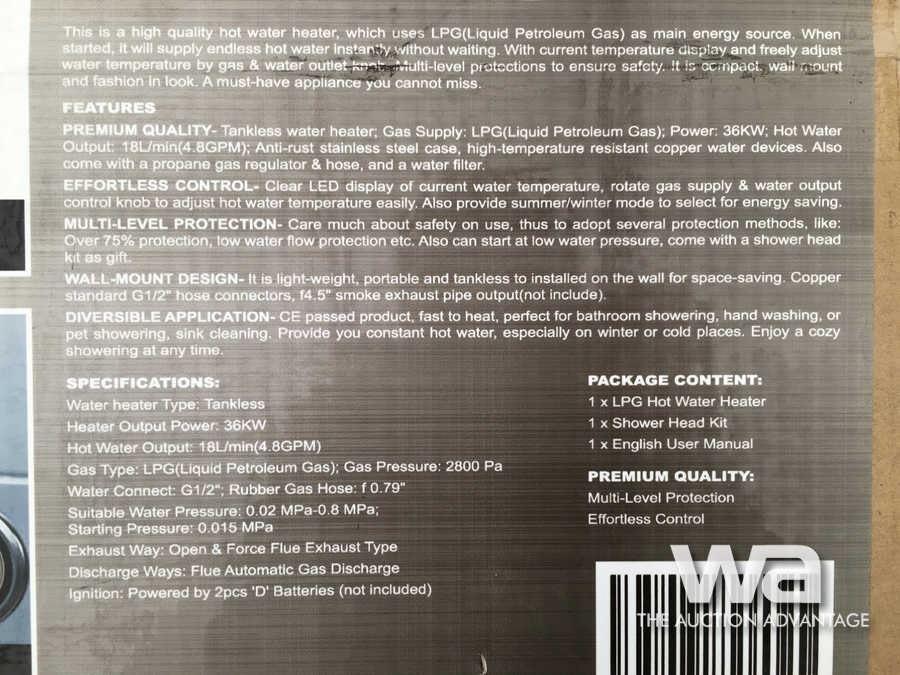 This is a high quality hot water heater, which uses LPG(Liquid Petroleum Gas) as main energy source. When
started, it will supply endless hot water instantly without waiting. With current temperature display and freely adjust
water temperature by gas & water outlet knob. Multi-level protections to ensure safety. It is compact, wall mount
and fashion in look. A must-have appliance you cannot miss.
FEATURES
PREMIUM QUALITY- Tankless water heater; Gas Supply: LPG(Liquid Petroleum Gas); Power: 36KW; Hot Water
Output: 18L/min(4.8GPM); Anti-rust stainless steel case, high-temperature resistant copper water devices. Also
come with a propane gas regulator & hose, and a water filter.
EFFORTLESS CONTROL- Clear LED display of current water temperature, rotate gas supply & water output
control knob to adjust hot water temperature easily. Also provide summer/winter mode to select for energy saving.
MULTI-LEVEL PROTECTION- Care much about safety on use, thus to adopt several protection methods, like:
Over 75% protection, low water flow protection etc. Also can start at low water pressure, come with a shower head
kit as gift.
WALL-MOUNT DESIGN- It is light-weight, portable and tankless to installed on the wall for space-saving. Copper
standard G1/2" hose connectors, f4.5" smoke exhaust pipe output(not include).
DIVERSIBLE APPLICATION- CE passed product, fast to heat, perfect for bathroom showering, hand washing, or
pet showering, sink cleaning. Provide you constant hot water, especially on winter or cold places. Enjoy a cozy
showering at any time.
SPECIFICATIONS:
Water heater Type: Tankless
Heater Output Power: 36KW
Hot Water Output: 18L/min(4.8GPM)
Gas Type: LPG(Liquid Petroleum Gas); Gas Pressure: 2800 Pa
Water Connect: G1/2"; Rubber Gas Hose: f 0.79"
Suitable Water Pressure: 0.02 MPa-0.8 MPa;
Starting Pressure: 0.015 MPa
Exhaust Way: Open & Force Flue Exhaust Type
Discharge Ways: Flue Automatic Gas Discharge
Ignition: Powered by 2pcs 'D' Batteries (not included)
PACKAGE CONTENT:
1 x LPG Hot Water Heater
1 x Shower Head Kit
1 x English User Manual
PREMIUM QUALITY:
Multi-Level Protection
Effortless Control
wa
THE AUCTION ADVANTAGE